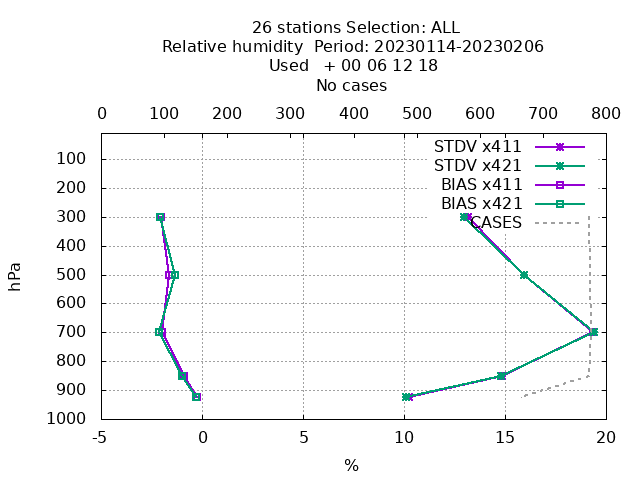 26 stations Selection: ALL
Relative humidity  Period: 20230114-20230206
Used   + 00 06 12 18
No cases
0 100 200 300 400 500 600 700 800
STDV x411
STDV x421
BIAS x411
BIAS x421
CASES
hPa
100
200
300
400
500
600
700
800
900
1000
-5 0 5 10 15 20
%